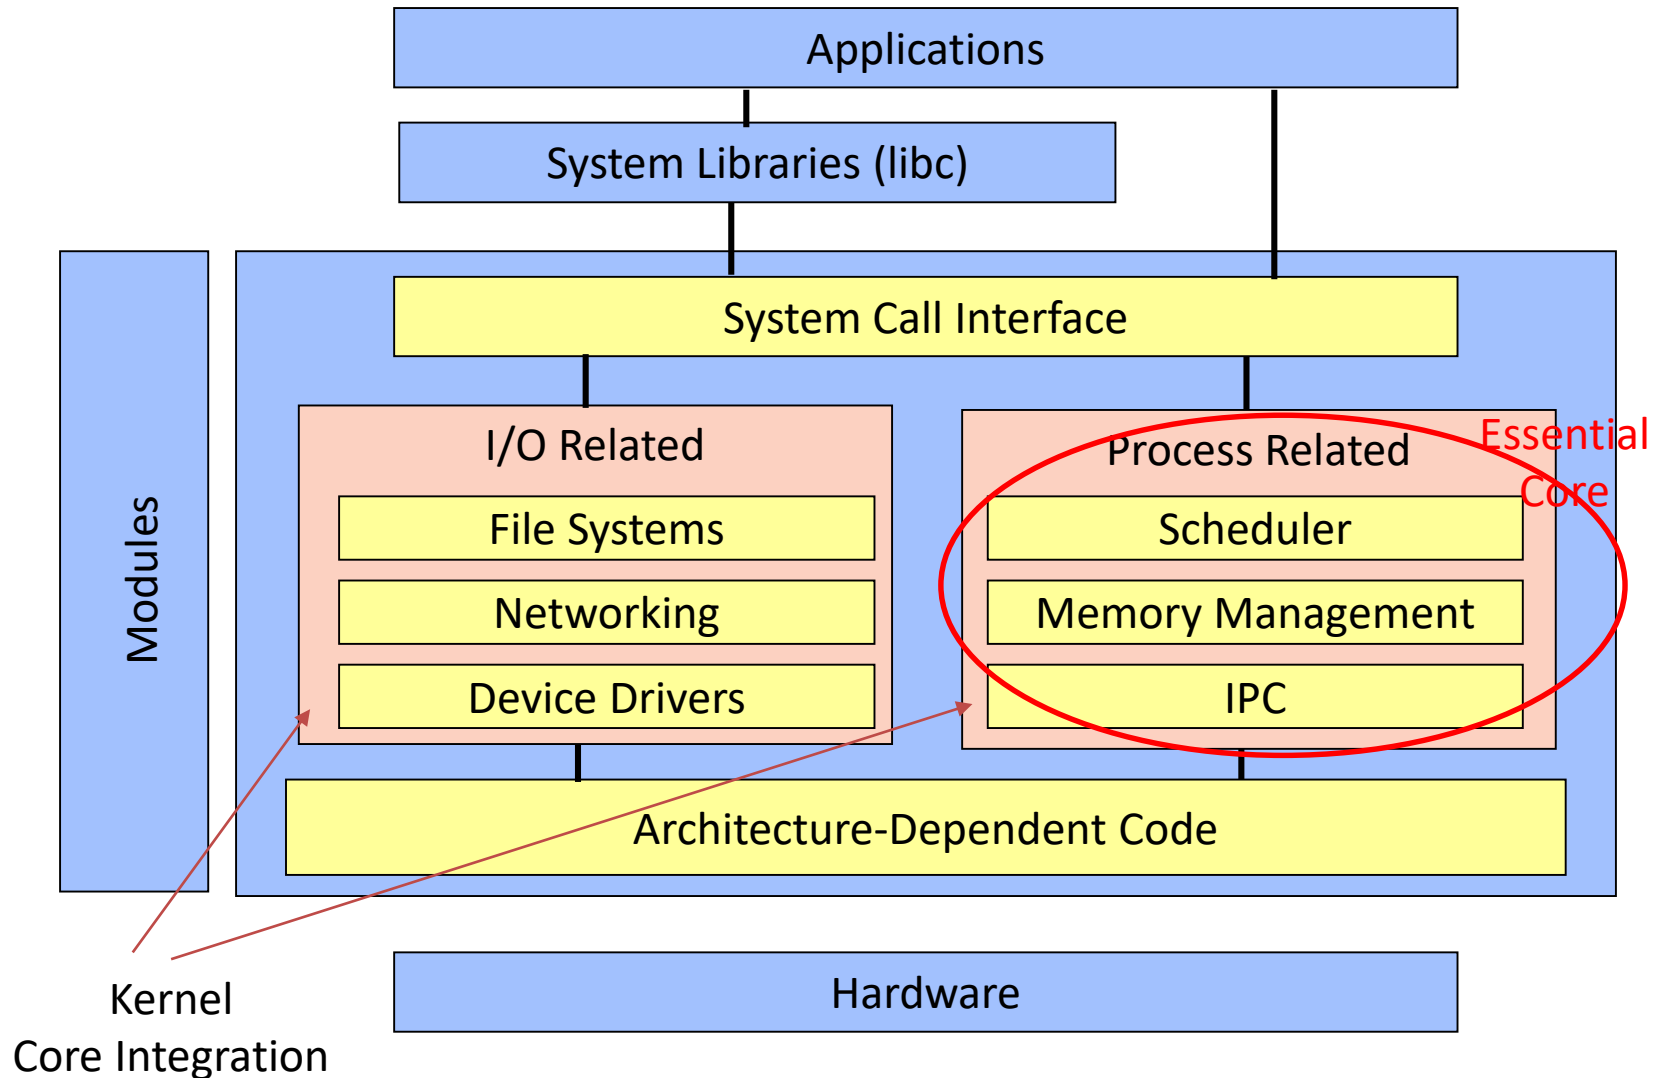 Applications
System Libraries (libc)
System Call Interface
Modules
I/O Related
File Systems
Networking
Device Drivers
Process Related
Essential
Core
Scheduler
Memory Management
IPC
Architecture-Dependent Code
Kernel
Core Integration
Hardware